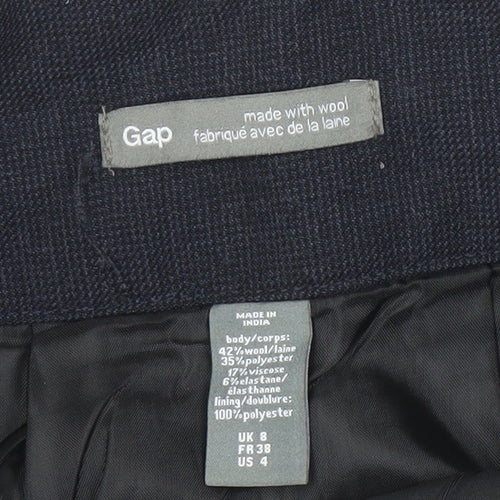 Gap
made with wool
fabriqué avec de la laine
MADE IN
INDIA
body/corps:
42%wool/laine
35%polyester
17%viscose
6%elastane/
élasthanne
lining/doublure:
100%polyester
UK 8
FR 38
US 4